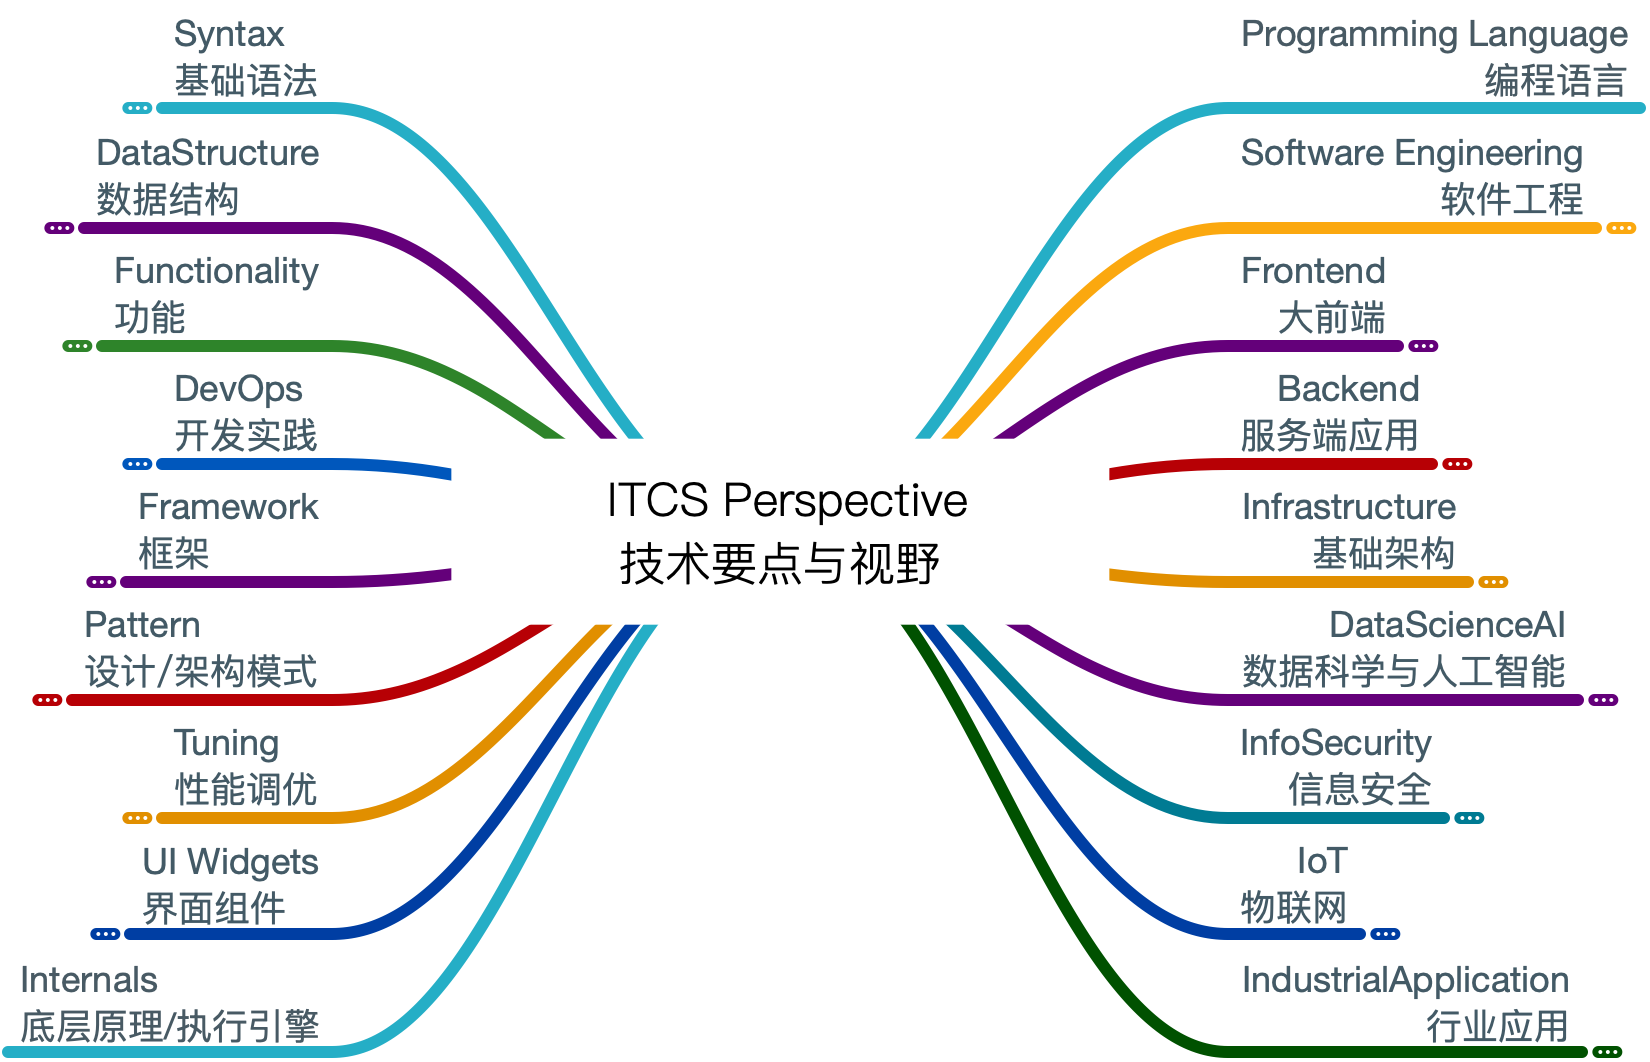 Syntax
基础语法
DataStructure
数据结构
Functionality
功能
DevOps
开发实践
Framework
框架
Pattern
设计/架构模式
Tuning
性能调优
UI Widgets
界面组件
Internals
底层原理/执行引擎
ITCS Perspective
技术要点与视野
Programming Language
编程语言
Software Engineering
软件工程
Frontend
大前端
Backend
服务端应用
Infrastructure
基础架构
DataScienceAI
数据科学与人工智能
InfoSecurity
信息安全
IoT
物联网
IndustrialApplication
行业应用